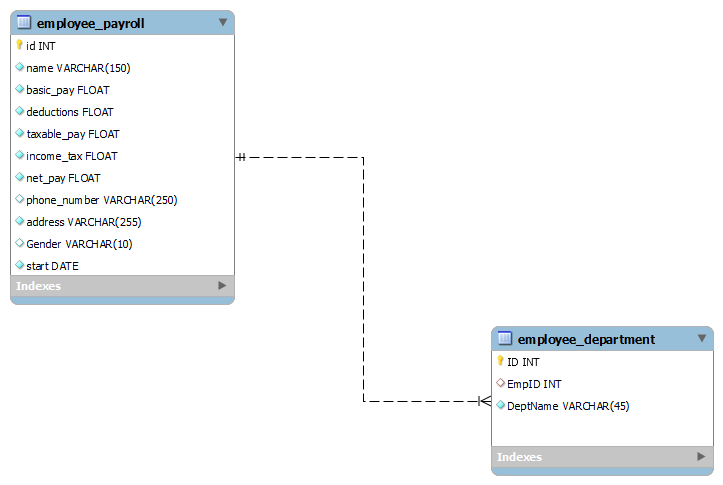 employee_payroll
id INT
name VARCHAR(150)
basic_pay FLOAT
deductions FLOAT
taxable_pay FLOAT
income_tax FLOAT
net_pay FLOAT
phone_number VARCHAR(250)
address VARCHAR(255)
Gender VARCHAR(10)
start DATE
Indexes
employee_department
ID INT
EmpID INT
DeptName VARCHAR(45)
Indexes